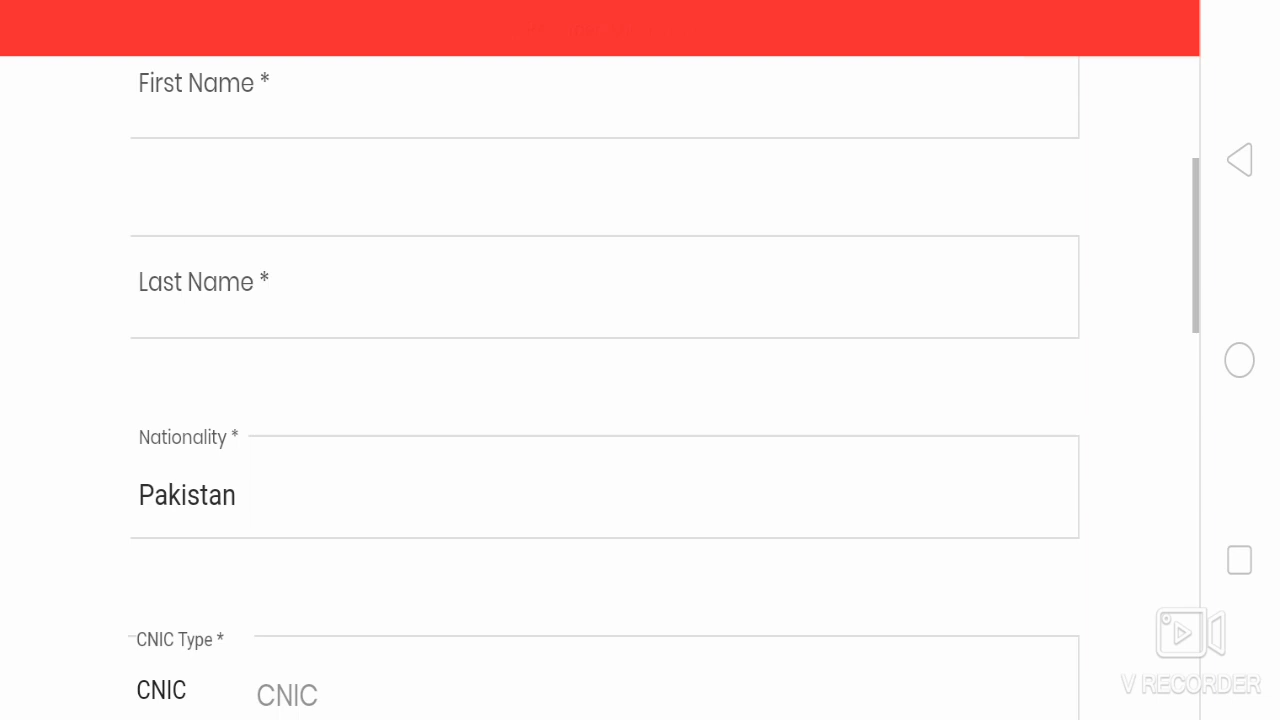 First Name *
Last Name *
Nationality *
Pakistan
CNIC Type *
CNIC CNIC
V RECORDER